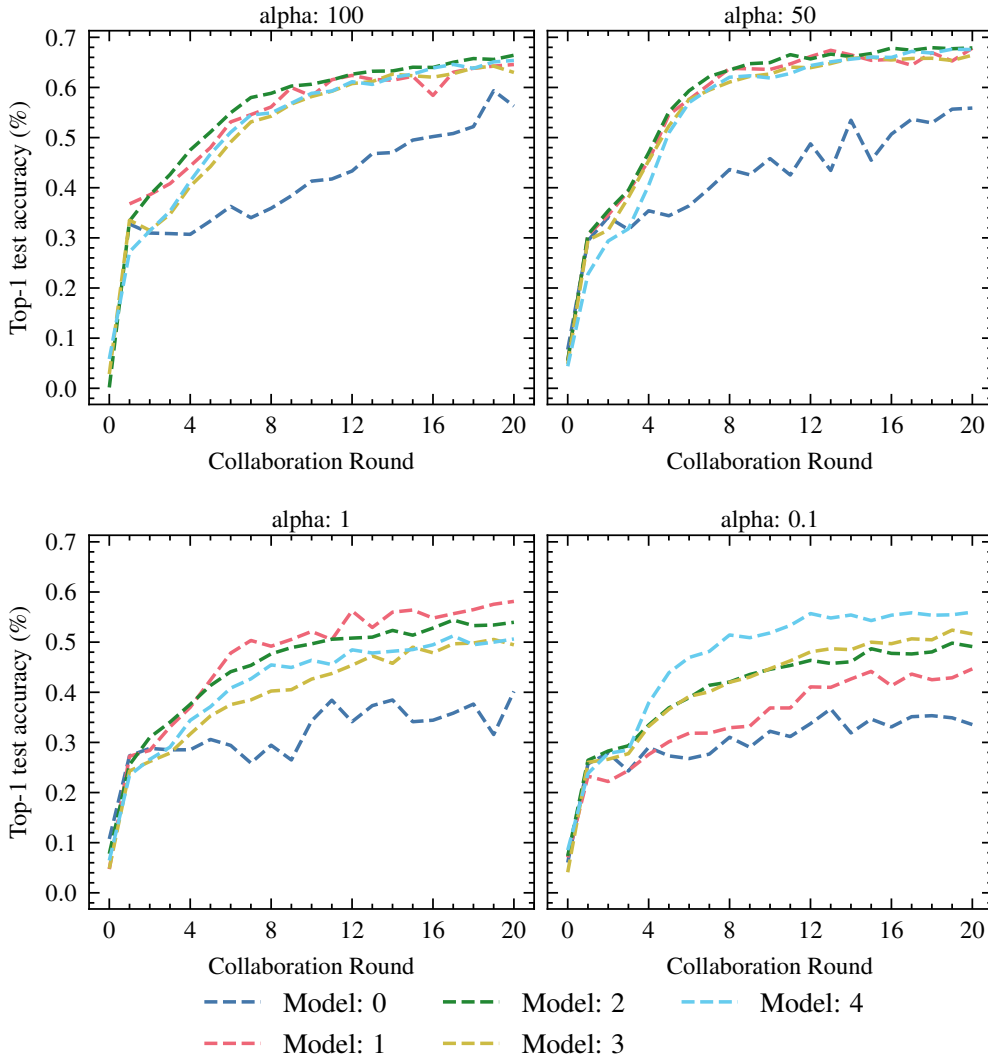 alpha: 100
alpha: 50
Top-1 test accuracy (%)
0.7
0.6
0.5
0.4
0.3
0.2
0.1
0.0
0 4 8 12 16 20
0 4 8 12 16 20
Collaboration Round
Collaboration Round
alpha: 1
alpha: 0.1
Top-1 test accuracy (%)
0.7
0.6
0.5
0.4
0.3
0.2
0.1
0.0
0 4 8 12 16 20
0 4 8 12 16 20
Collaboration Round
Collaboration Round
Model: 0
Model: 2
Model: 4
Model: 1
Model: 3